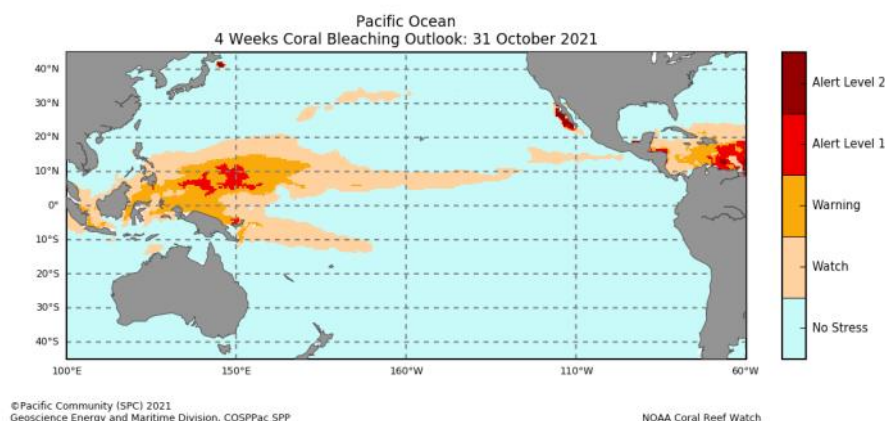 Pacific Ocean
4 Weeks Coral Bleaching Outlook: 31 October 2021
40°N
30°N
20°N
10°N
0°
10°S
20°S
30°S
40°S
100°E
150°E
160°W
110°W
60°W
Alert Level 2
Alert Level 1
Warning
Watch
No Stress
©Pacific Community (SPC) 2021
Geoscience Energy and Maritime Division, COSPPac SPP
NOAA Coral Reef Watch